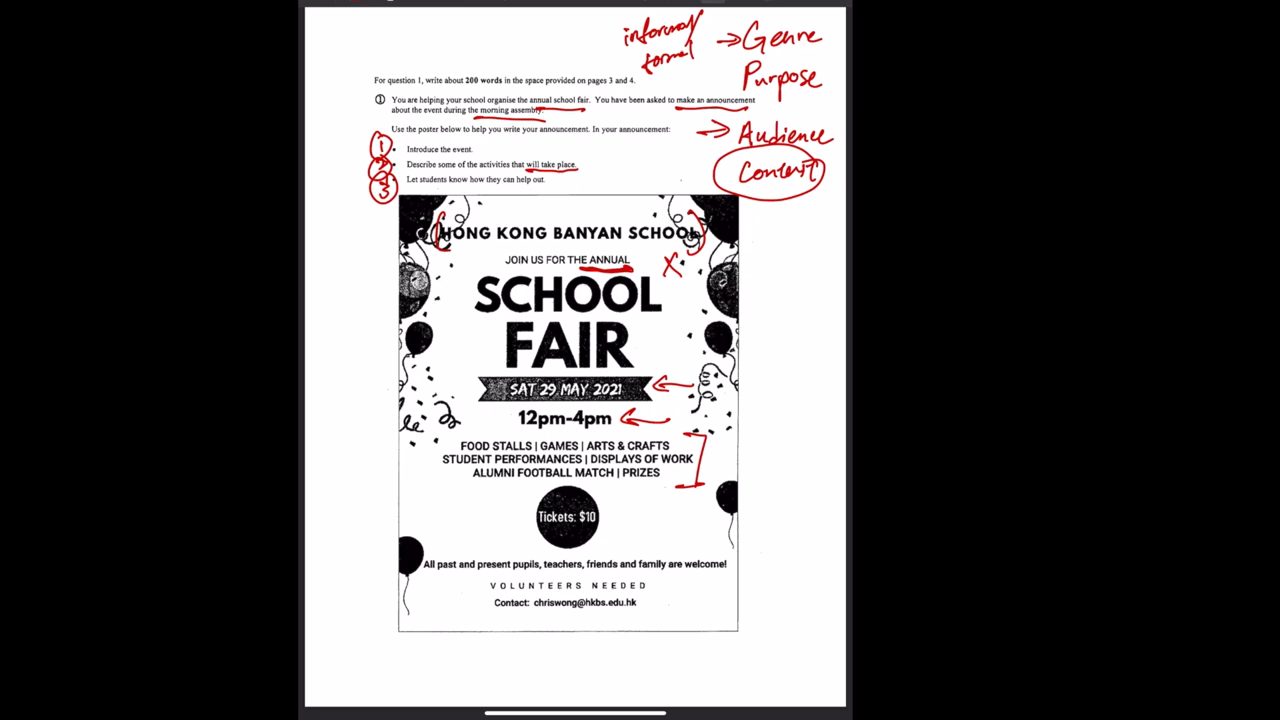 informal/
formal
→ Genre
Purpose
For question 1, write about 200 words in the space provided on pages 3 and 4.
① You are helping your school organise the annual school fair. You have been asked to make an announcement
about the event during the morning assembly.
→ Audience
Use the poster below to help you write your announcement. In your announcement:
Content
1 • Introduce the event.
2 • Describe some of the activities that will take place.
3 • Let students know how they can help out.
(HONG KONG BANYAN SCHOOL)
JOIN US FOR THE ANNUAL
SCHOOL
FAIR
SAT 29 MAY 2021
12pm-4pm
FOOD STALLS | GAMES | ARTS & CRAFTS
STUDENT PERFORMANCES | DISPLAYS OF WORK
ALUMNI FOOTBALL MATCH | PRIZES
Tickets: $10
All past and present pupils, teachers, friends and family are welcome!
VOLUNTEERS NEEDED
Contact: chriswong@hkbs.edu.hk